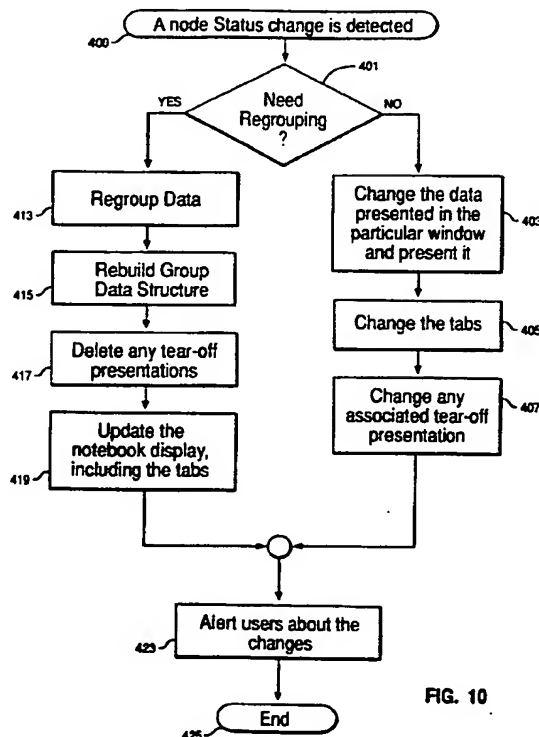 A node Status change is detected
400
401
Need
Regrouping
?
YES
NO
Regroup Data
413
Rebuild Group
Data Structure
415
Delete any tear-off
presentations
417
Update the
notebook display,
including the tabs
419
Change the data
presented in the
particular window
and present it
403
Change the tabs
405
Change any
associated tear-off
presentation
407
Alert users about the
changes
423
End
425
FIG. 10